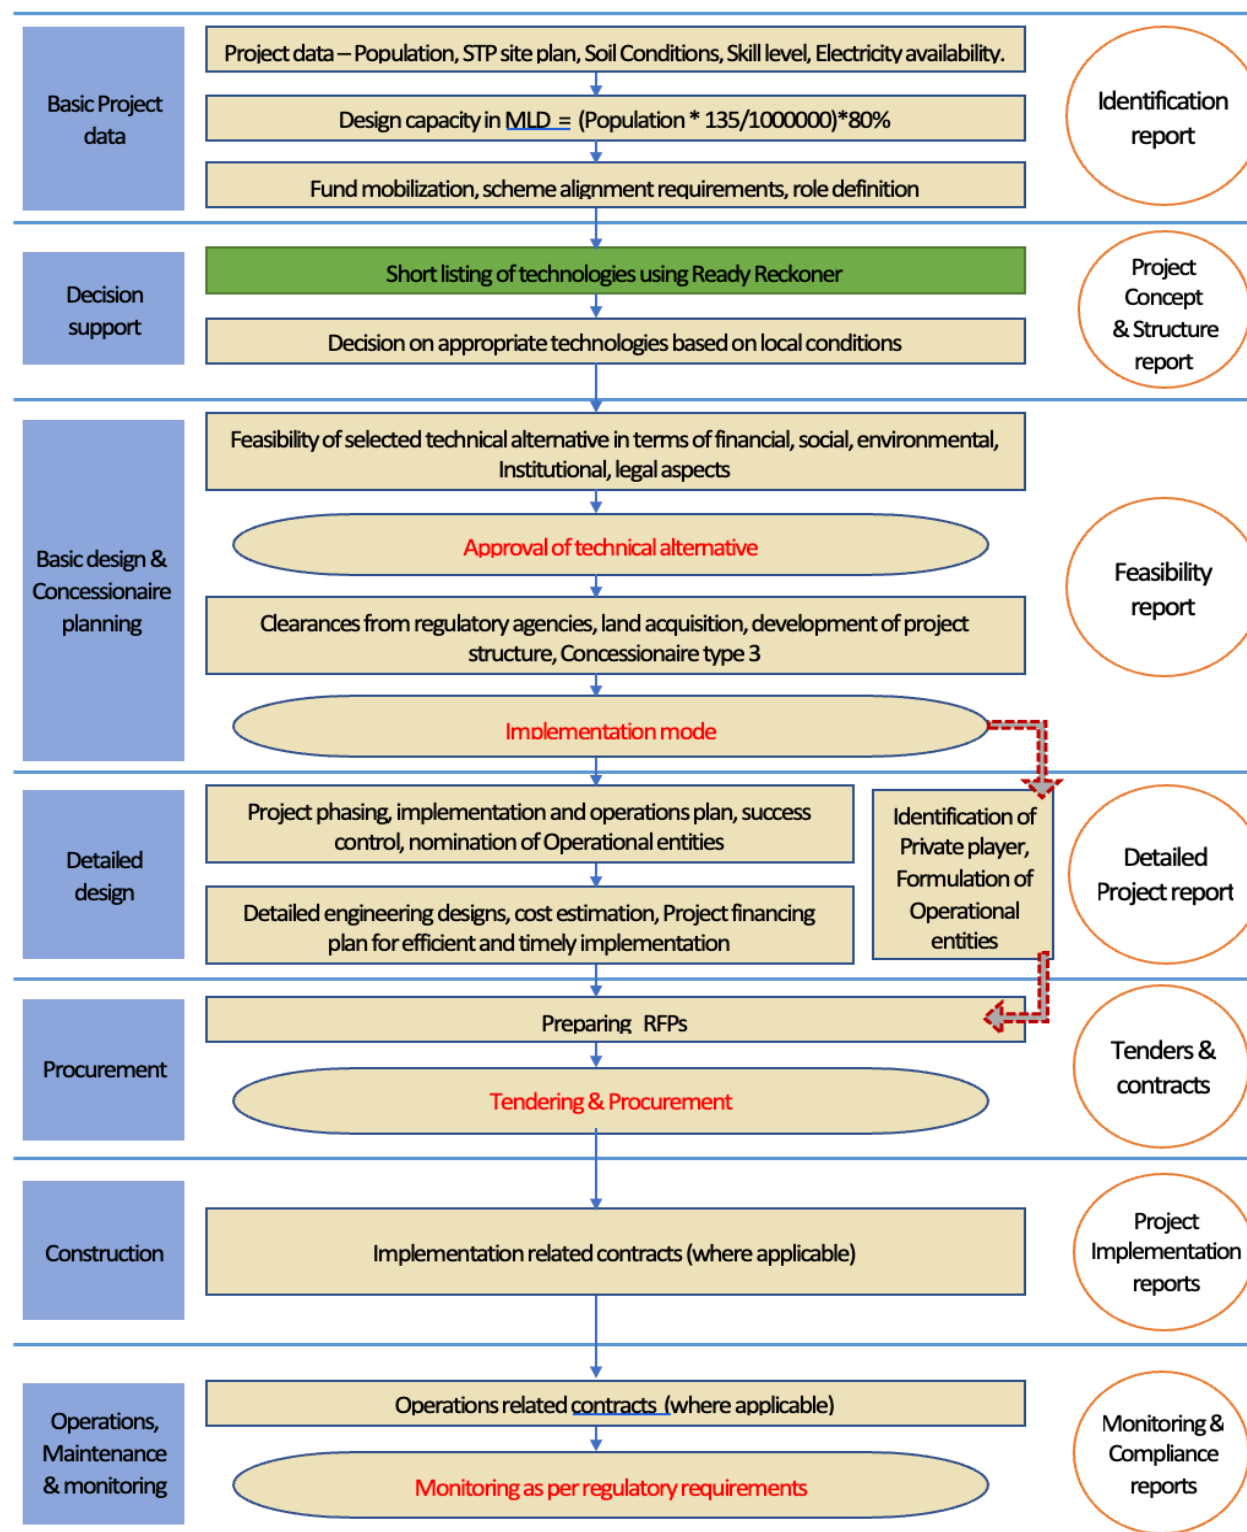 Basic Project
data
Project data – Population, STP site plan, Soil Conditions, Skill level, Electricity availability.
Design capacity in MLD = (Population * 135/1000000)*80%
Fund mobilization, scheme alignment requirements, role definition
Identification
report
Decision
support
Short listing of technologies using Ready Reckoner
Decision on appropriate technologies based on local conditions
Project
Concept
& Structure
report
Basic design &
Concessionaire
planning
Feasibility of selected technical alternative in terms of financial, social, environmental,
Institutional, legal aspects
Approval of technical alternative
Clearances from regulatory agencies, land acquisition, development of project
structure, Concessionaire type 3
Implementation mode
Feasibility
report
Detailed
design
Project phasing, implementation and operations plan, success
control, nomination of Operational entities
Detailed engineering designs, cost estimation, Project financing
plan for efficient and timely implementation
Identification of
Private player,
Formulation of
Operational
entities
Detailed
Project report
Procurement
Preparing RFPs
Tendering & Procurement
Tenders &
contracts
Construction
Implementation related contracts (where applicable)
Project
Implementation
reports
Operations,
Maintenance
& monitoring
Operations related contracts (where applicable)
Monitoring as per regulatory requirements
Monitoring &
Compliance
reports